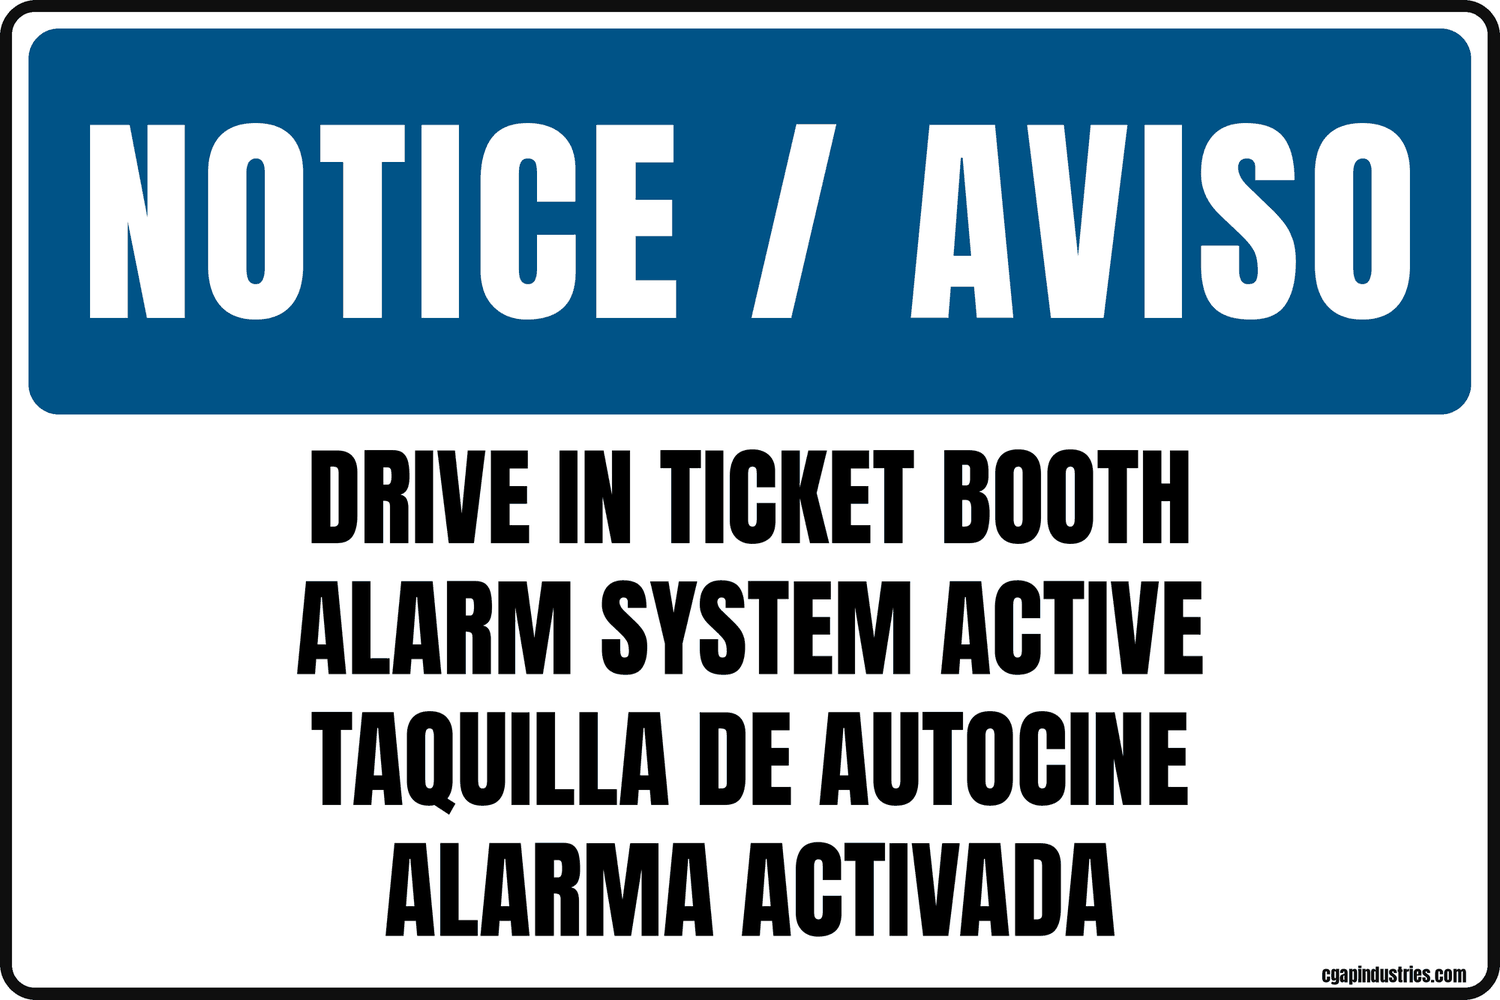 NOTICE / AVISO
DRIVE IN TICKET BOOTH
ALARM SYSTEM ACTIVE
TAQUILLA DE AUTOCINE
ALARMA ACTIVADA
cgapindustries.com